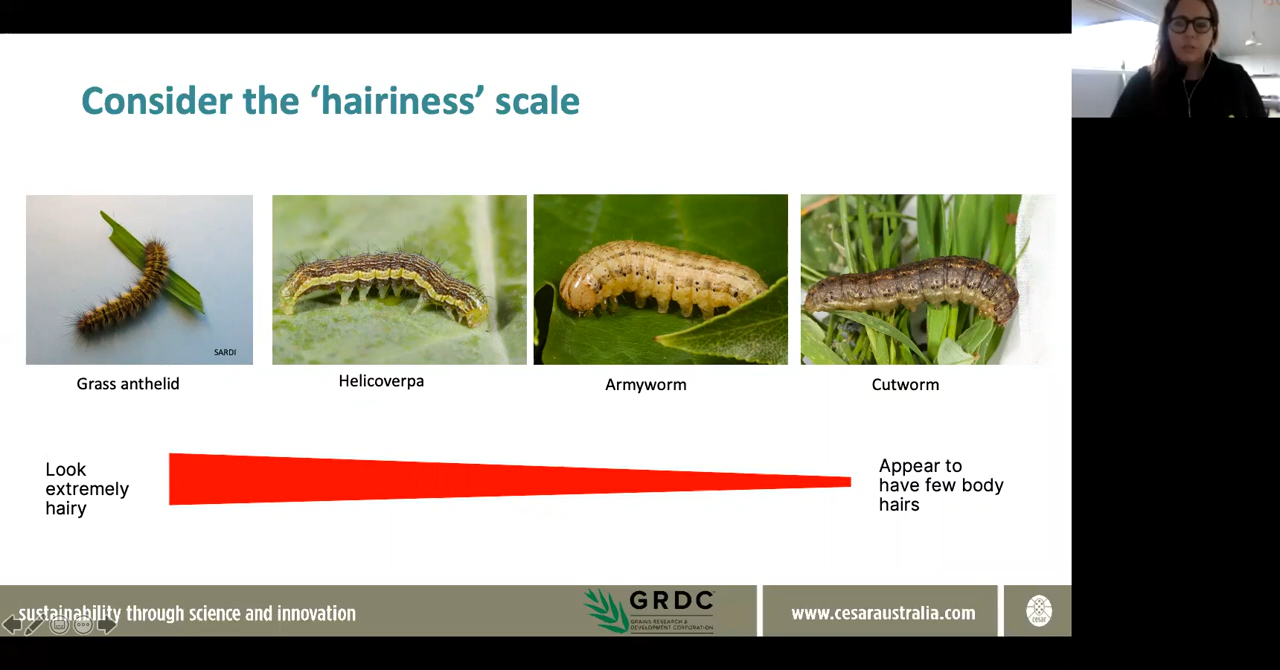 Consider the ‘hairiness’ scale
SARDI
Grass anthelid
Helicoverpa
Armyworm
Cutworm
Look
extremely
hairy
Appear to
have few body
hairs
sustainability through science and innovation
GRDC
GRAINS RESEARCH &
DEVELOPMENT CORPORATION
www.cesaraustralia.com
cesar